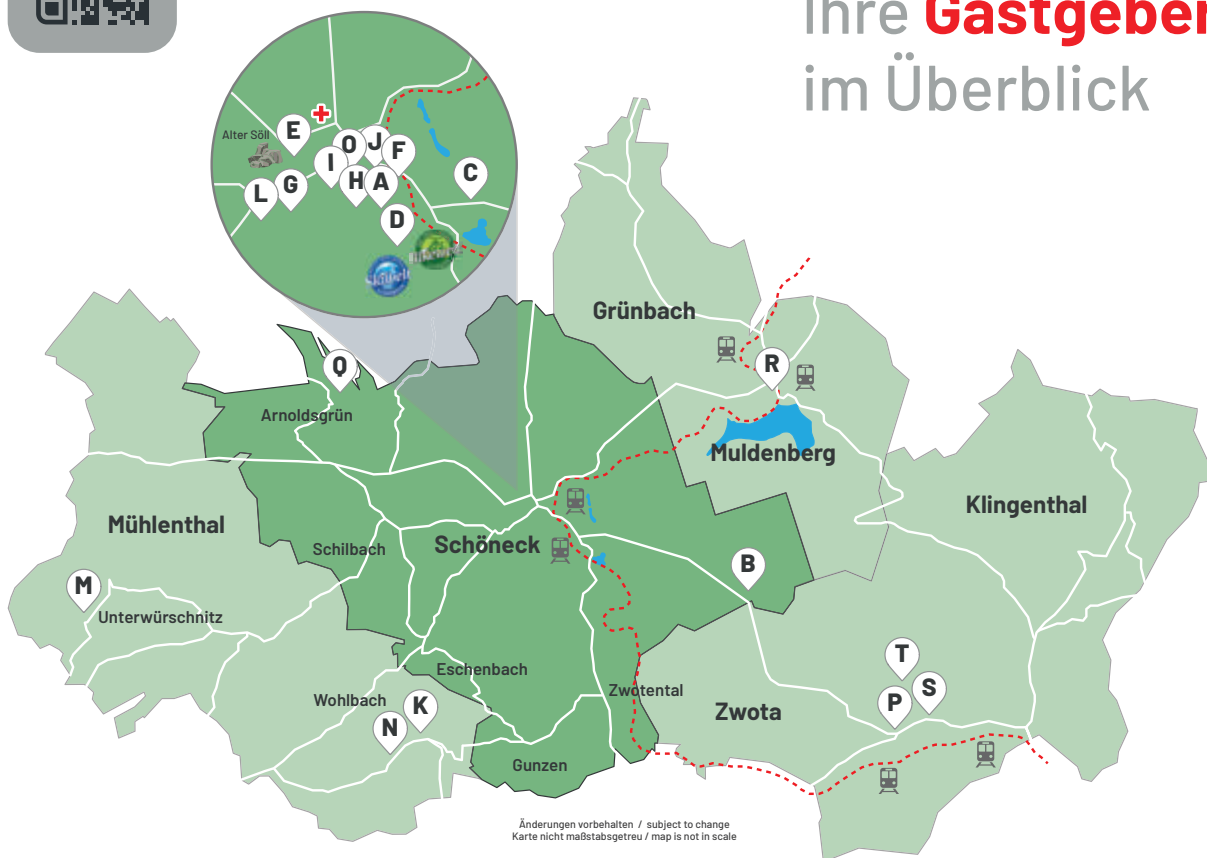 Ihre Gastgeber
im Überblick
Alter Söll
E
O
J
F
I
H
A
C
L
G
D
Grünbach
R
Q
Arnoldsgrün
Muldenberg
Klingenthal
Mühlenthal
Schilbach
Schöneck
B
M
Unterwürschnitz
Eschenbach
T
Wohlbach
K
Zwotental
Zwota
P
S
N
Gunzen
Änderungen vorbehalten / subject to change
Karte nicht maßstabsgetreu / map is not in scale